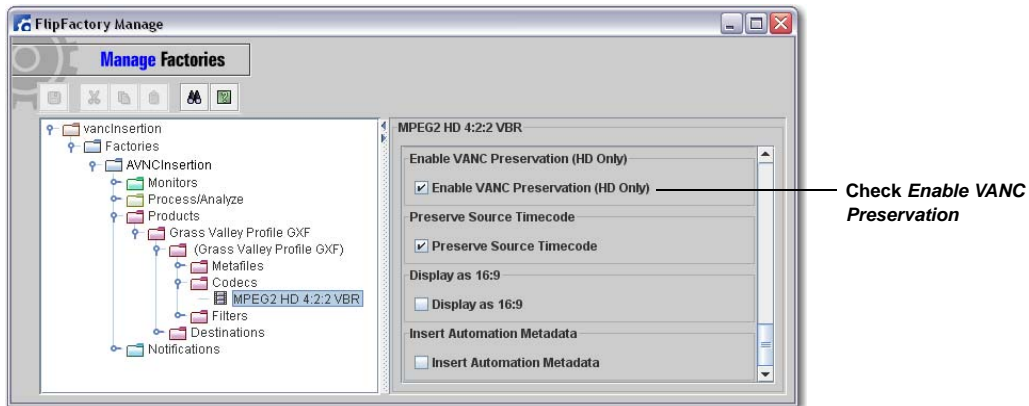 FlipFactory Manage
Manage Factories
vancInsertion
Factories
AVNCInsertion
Monitors
Process/Analyze
Products
Grass Valley Profile GXF
(Grass Valley Profile GXF)
Metafiles
Codecs
MPEG2 HD 4:2:2 VBR
Filters
Destinations
Notifications
MPEG2 HD 4:2:2 VBR
Enable VANC Preservation (HD Only)
Enable VANC Preservation (HD Only)
Preserve Source Timecode
Preserve Source Timecode
Display as 16:9
Display as 16:9
Insert Automation Metadata
Insert Automation Metadata
Check Enable VANC
Preservation